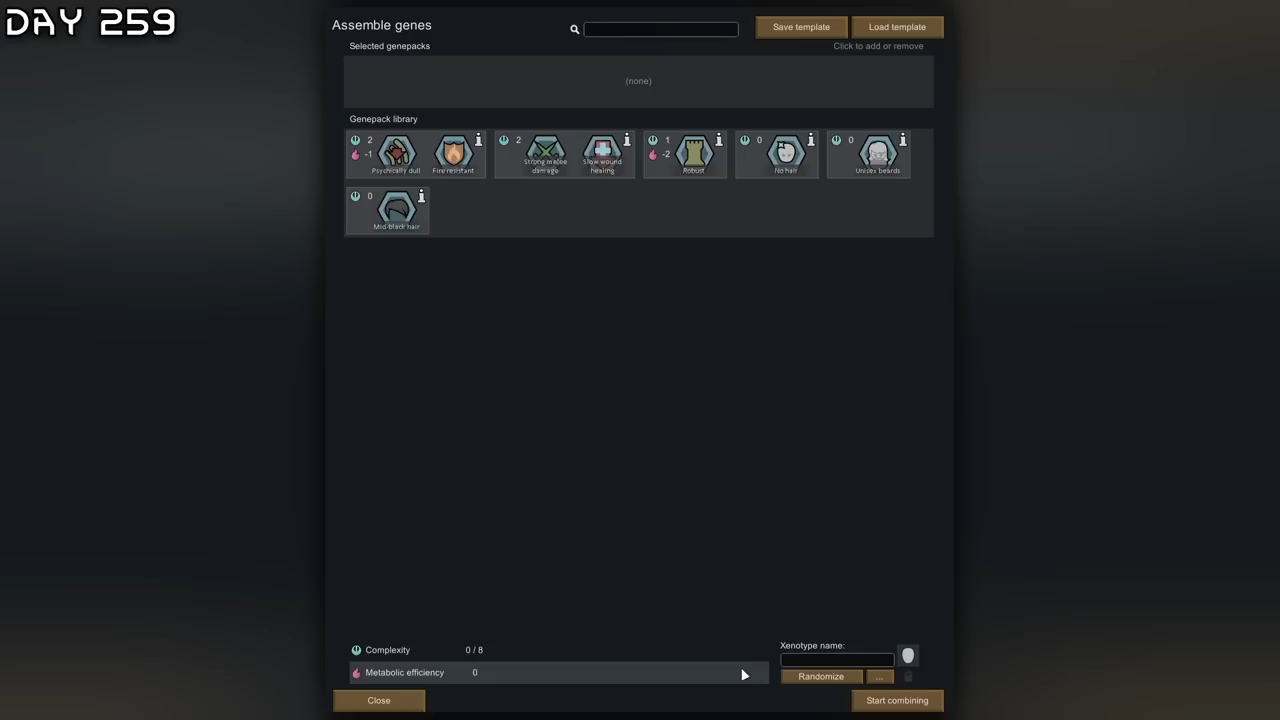 DAY 259
Assemble genes
Save template
Load template
Selected genepacks
Click to add or remove
(none)
Genepack library
2
-1
Psychically dull
Fire resistant
2
Strong melee damage
Slow wound healing
1
-2
Robust
0
No hair
0
Unisex beards
0
Mid-black hair
Complexity 0 / 8
Metabolic efficiency 0
Xenotype name:
Randomize
...
Close
Start combining